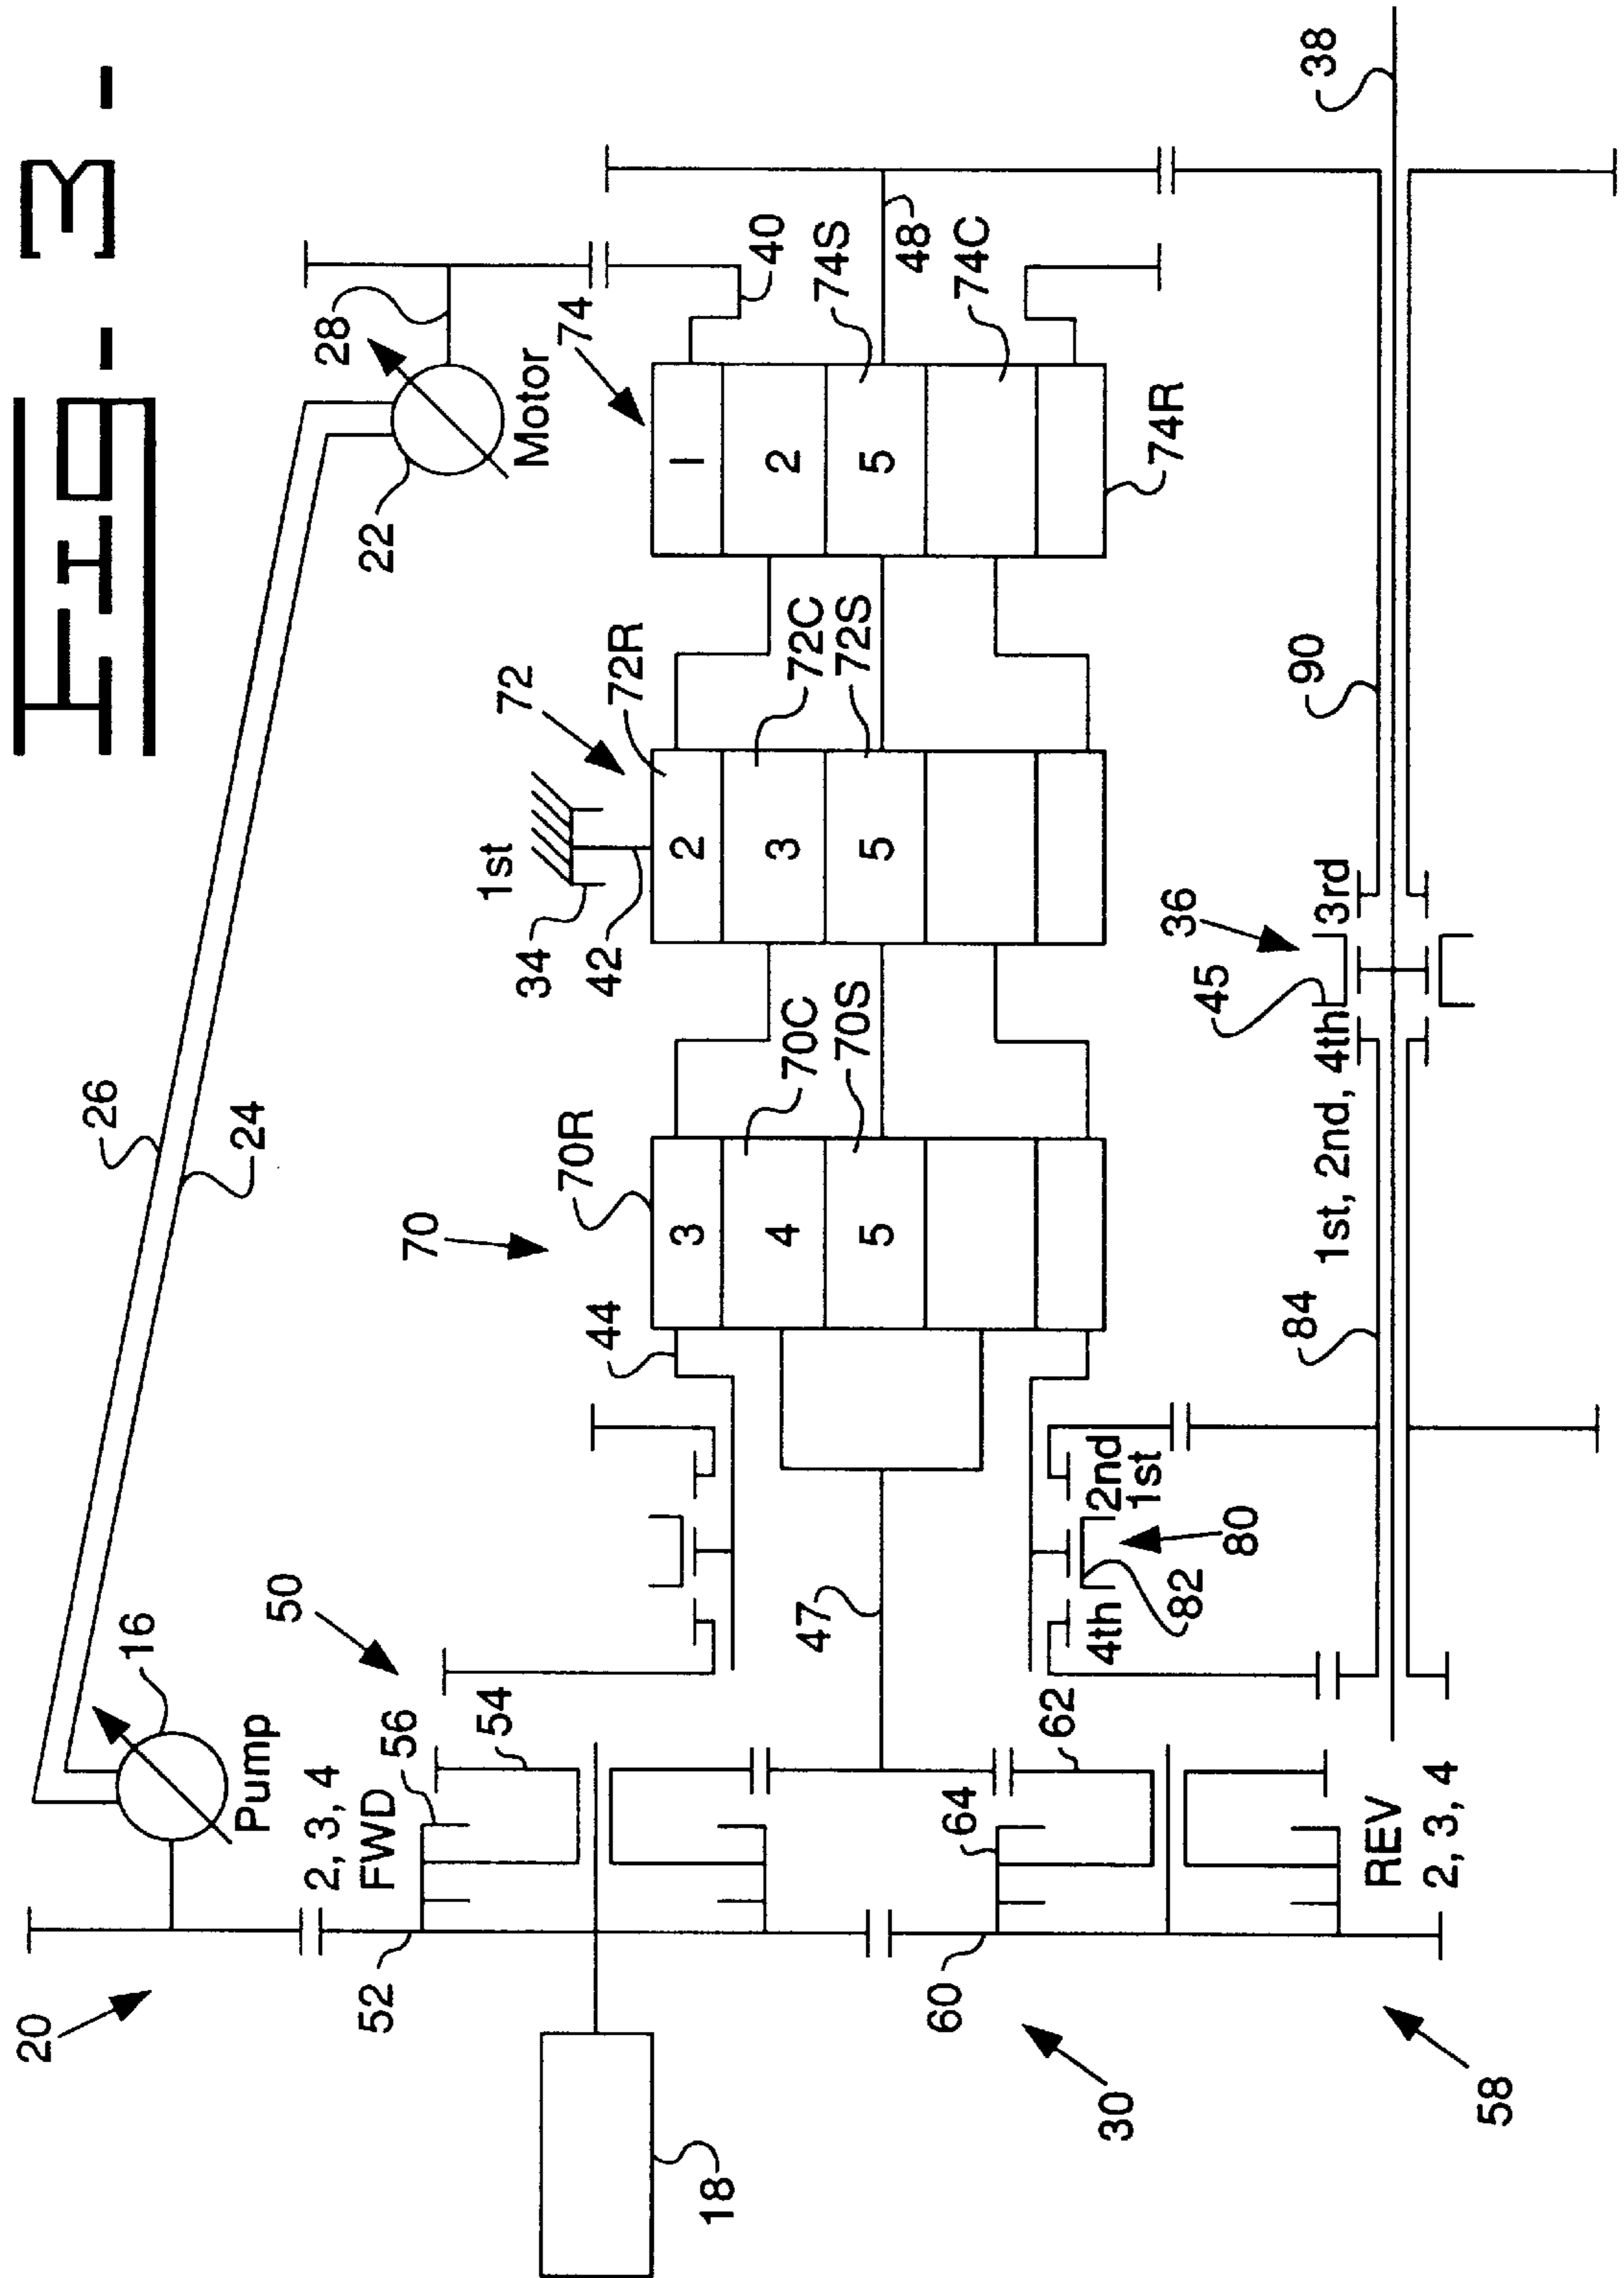 FIG-3-
20
16
Pump
26
24
22
28
Motor
50
2, 3, 4
FWD
56
54
52
18
30
60
64
62
REV
2, 3, 4
58
47
4th
82
80
2nd
1st
44
70
70R
70C
70S
3
4
5
1st
34
42
72
72R
72C
72S
2
3
5
74
40
74S
48
74C
74R
1
2
5
84
1st, 2nd, 4th
45
36
3rd
90
38